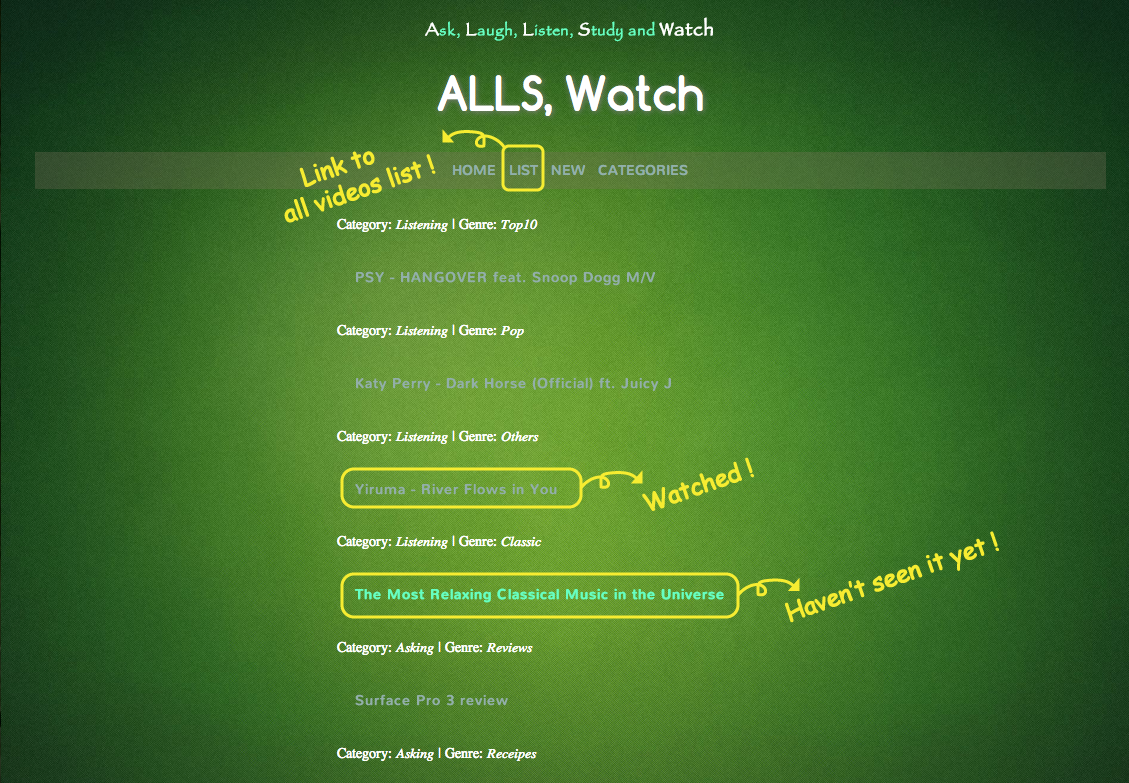 Ask, Laugh, Listen, Study and Watch
ALLS, Watch
Link to
all videos list !
HOME LIST NEW CATEGORIES
Category: Listening | Genre: Top10
PSY - HANGOVER feat. Snoop Dogg M/V
Category: Listening | Genre: Pop
Katy Perry - Dark Horse (Official) ft. Juicy J
Category: Listening | Genre: Others
Yiruma - River Flows in You
Watched !
Category: Listening | Genre: Classic
The Most Relaxing Classical Music in the Universe
Haven't seen it yet !
Category: Asking | Genre: Reviews
Surface Pro 3 review
Category: Asking | Genre: Receipes